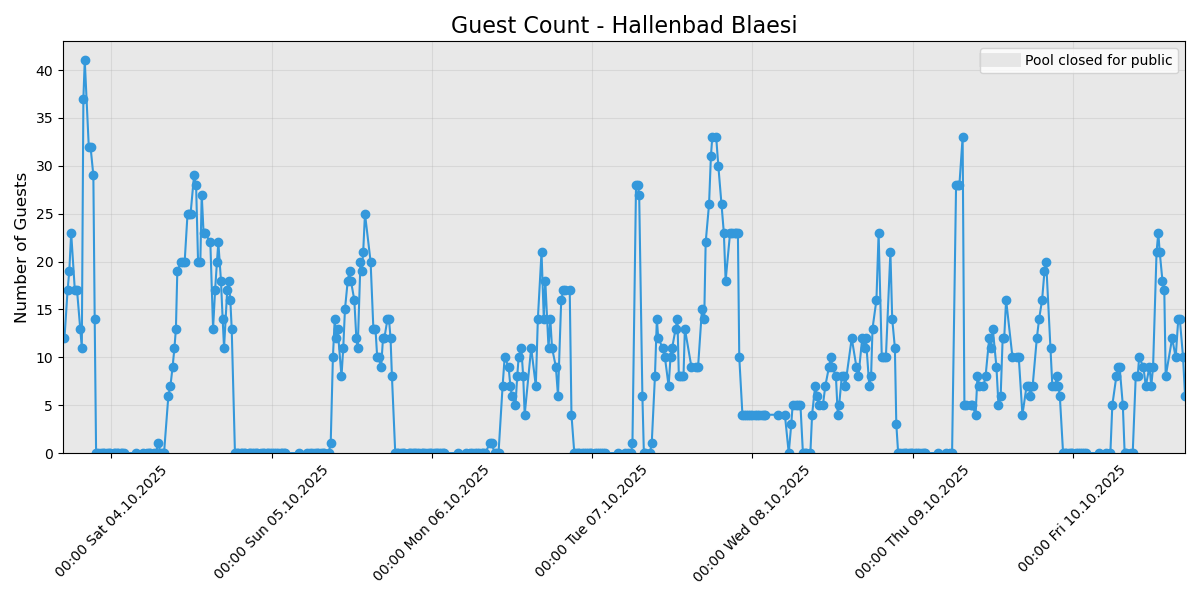 Guest Count - Hallenbad Blaesi
Pool closed for public
Number of Guests
40
35
30
25
20
15
10
5
0
00:00 Sat 04.10.2025
00:00 Sun 05.10.2025
00:00 Mon 06.10.2025
00:00 Tue 07.10.2025
00:00 Wed 08.10.2025
00:00 Thu 09.10.2025
00:00 Fri 10.10.2025